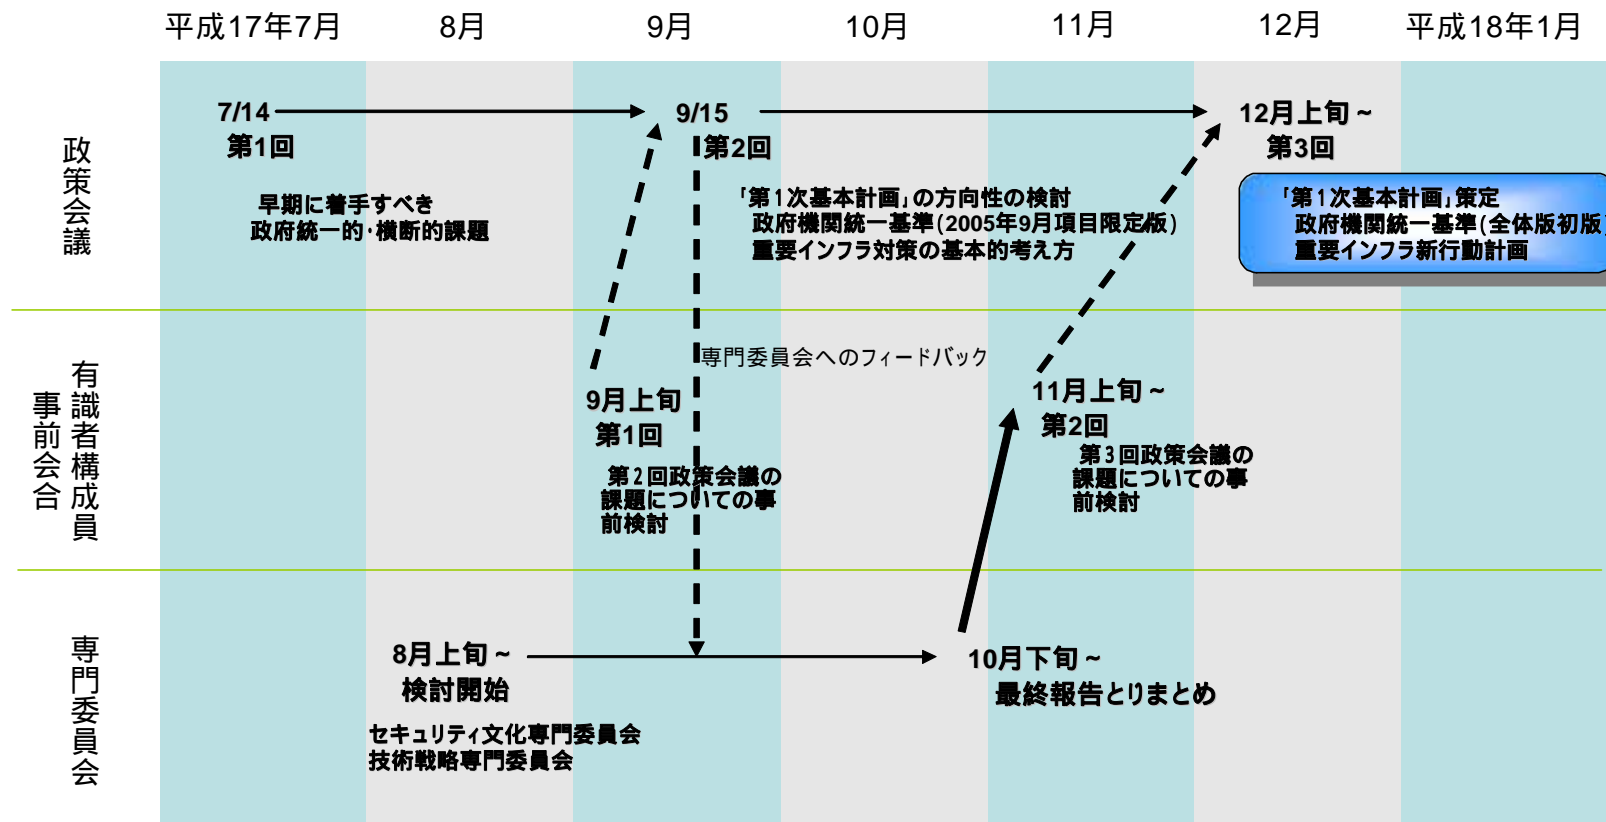 平成17年7月
8月
9月
10月
11月
12月
平成18年1月
政策会議
7/14
第1回
早期に着手すべき
政府統一的・横断的課題
9/15
第2回
「第1次基本計画」の方向性の検討
政府機関統一基準(2005年9月項目限定版)
重要インフラ対策の基本的考え方
12月上旬～
第3回
「第1次基本計画」策定
政府機関統一基準(全体版初版)
重要インフラ新行動計画
有識者構成員
事前会合
専門委員会へのフィードバック
9月上旬
第1回
第2回政策会議の
課題についての事
前検討
11月上旬～
第2回
第3回政策会議の
課題についての事
前検討
専門委員会
8月上旬～
検討開始
セキュリティ文化専門委員会
技術戦略専門委員会
10月下旬～
最終報告とりまとめ